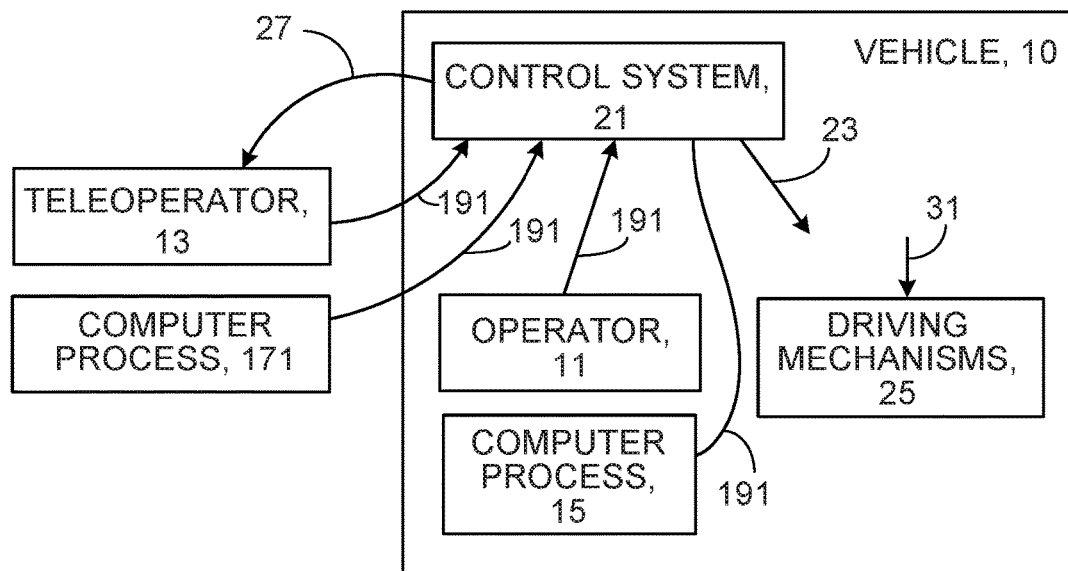 27
VEHICLE, 10
CONTROL SYSTEM,
21
23
TELEOPERATOR,
13
191
191
191
31
COMPUTER
PROCESS, 171
OPERATOR,
11
DRIVING
MECHANISMS,
25
COMPUTER
PROCESS,
15
191